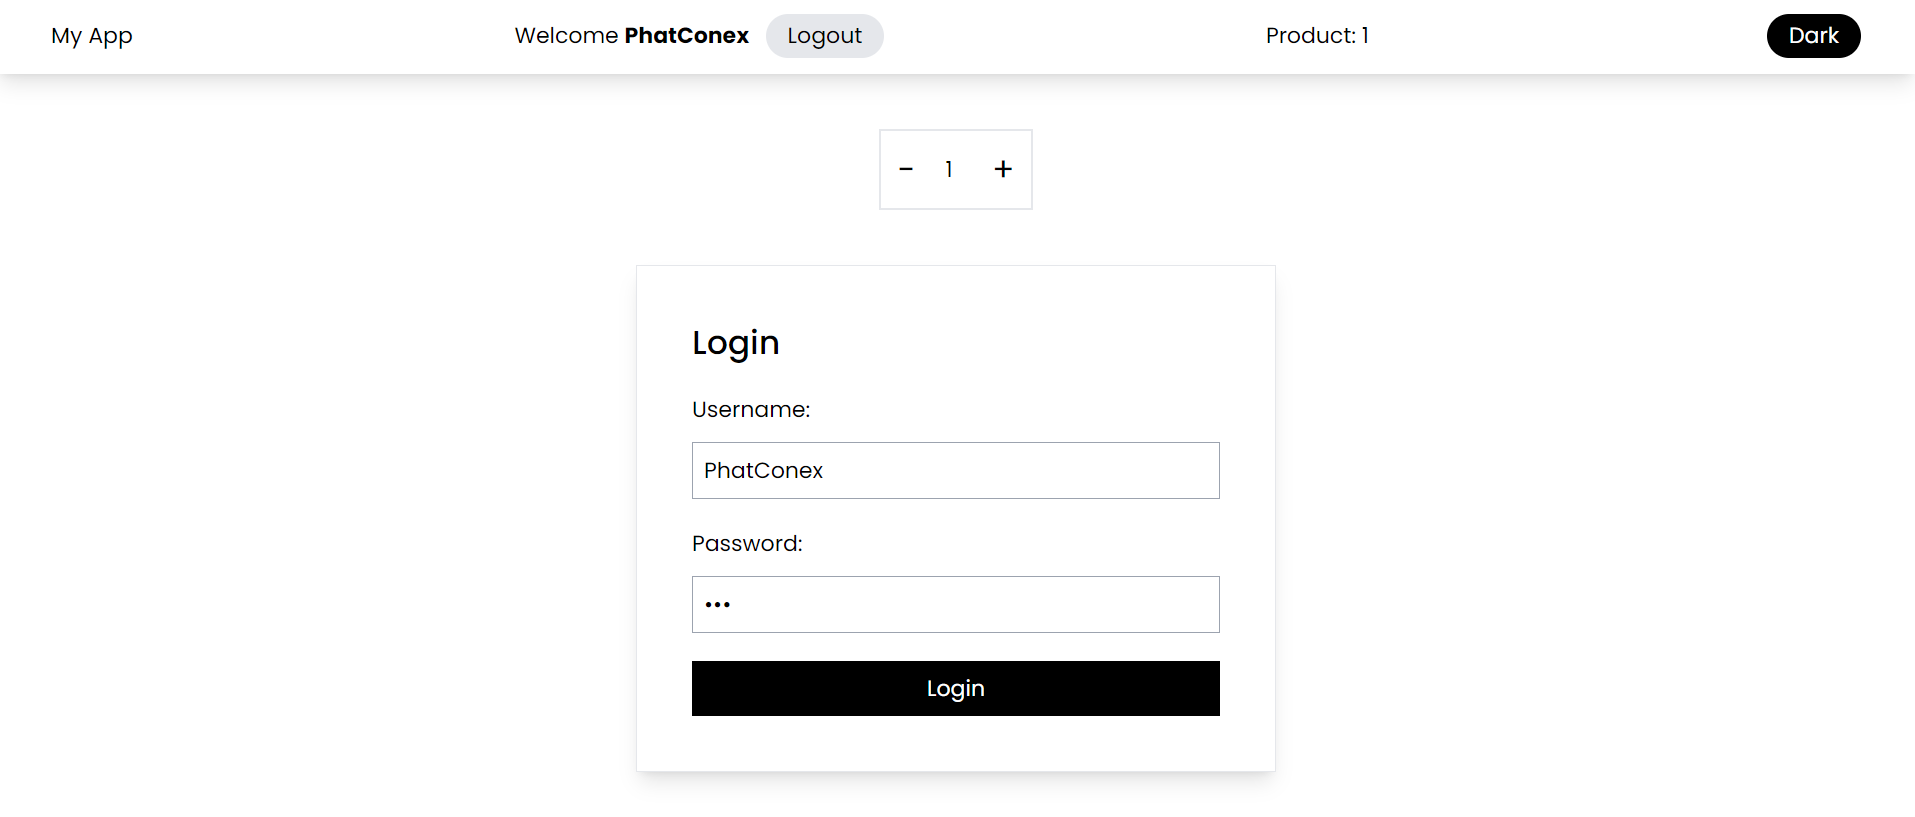 My App
Welcome PhatConex
Logout
Product: 1
Dark
- 1 +
Login
Username:
PhatConex
Password:
•••
Login